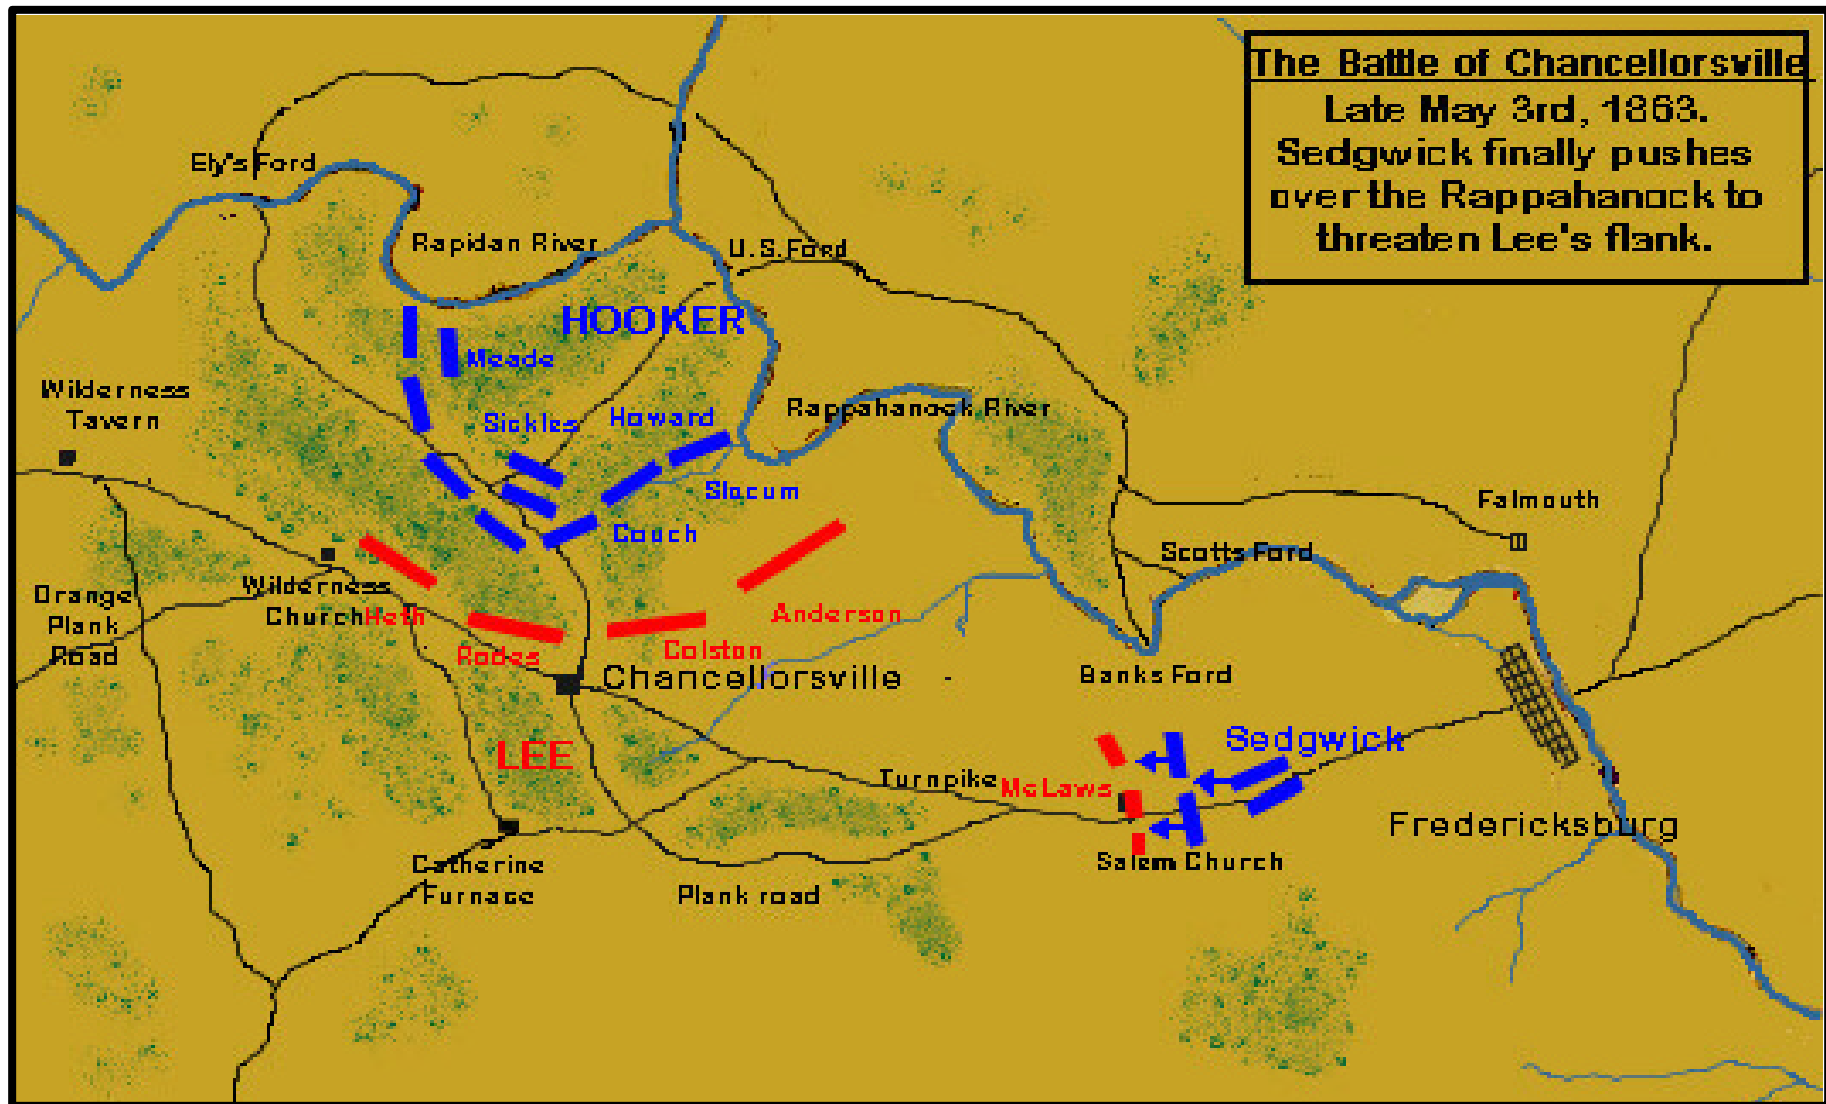 The Battle of Chancellorsville
Late May 3rd, 1863.
Sedgwick finally pushes
over the Rappahanock to
threaten Lee's flank.
Ely's Ford
Rapidan River
U.S.Ford
HOOKER
Meade
Wilderness
Tavern
Sickles
Howard
Rappahanock River
Slocum
Falmouth
Couch
Scotts Ford
Wilderness
Church
Orange
Plank
Road
Heth
Anderson
Rodes
Colston
Chancellorsville
Banks Ford
LEE
Sedgwick
Turnpike
McLaws
Fredericksburg
Catherine
Furnace
Salem Church
Plank road